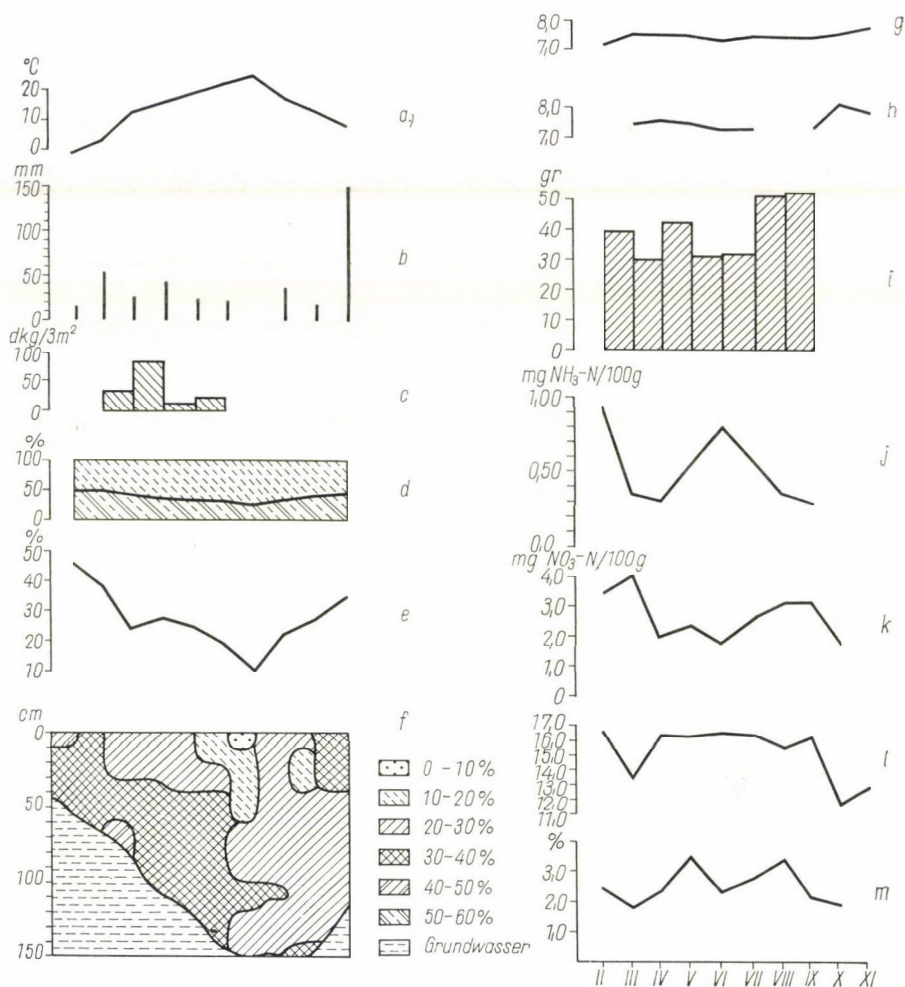 °C
20
10
0
a.)
mm
150
100
50
0
b
dkg/3m²
100
50
0
c
%
100
50
0
d
%
50
40
30
20
10
e
cm
0
50
100
150
f
0-10%
10-20%
20-30%
30-40%
40-50%
50-60%
Grundwasser
8,0
7,0
g
8,0
7,0
h
gr
50
40
30
20
10
0
i
mg NH₃-N/100g
1,00
0,50
0,0
j
mg NO₃-N/100g
4,0
3,0
2,0
1,0
0
k
17,0
16,0
15,0
14,0
13,0
12,0
11,0
l
%
3,0
2,0
1,0
m
II III IV V VI VII VIII IX X XI